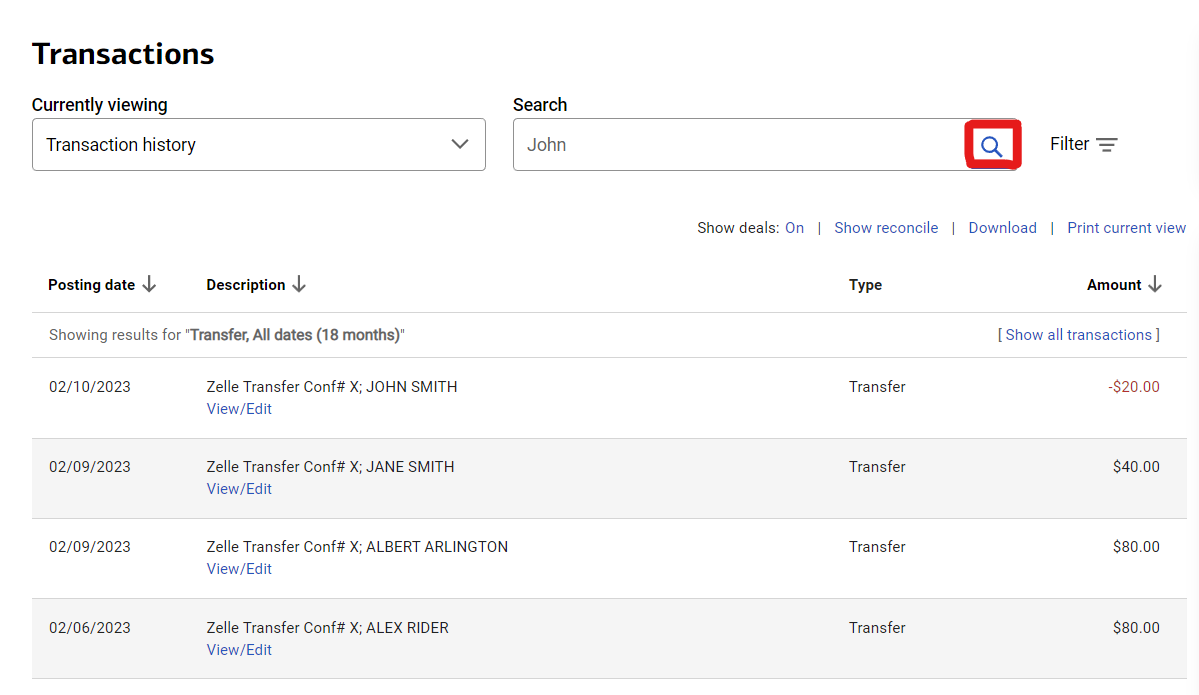 Transactions
Currently viewing
Search
Transaction history
John
Filter
Show deals: On | Show reconcile | Download | Print current view
Posting date Description Type Amount
Showing results for "Transfer, All dates (18 months)" [ Show all transactions ]
02/10/2023 Zelle Transfer Conf# X; JOHN SMITH Transfer -$20.00
View/Edit
02/09/2023 Zelle Transfer Conf# X; JANE SMITH Transfer $40.00
View/Edit
02/09/2023 Zelle Transfer Conf# X; ALBERT ARLINGTON Transfer $80.00
View/Edit
02/06/2023 Zelle Transfer Conf# X; ALEX RIDER Transfer $80.00
View/Edit